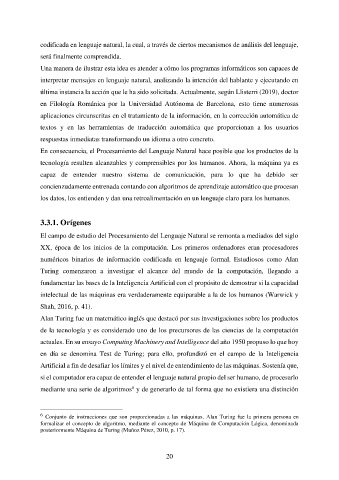 codificada en lenguaje natural, la cual, a través de ciertos mecanismos de análisis del lenguaje,
será finalmente comprendida.
Una manera de ilustrar esta idea es atender a cómo los programas informáticos son capaces de
interpretar mensajes en lenguaje natural, analizando la intención del hablante y ejecutando en
última instancia la acción que le ha sido solicitada. Actualmente, según Llisterri (2019), doctor
en Filología Románica por la Universidad Autónoma de Barcelona, esto tiene numerosas
aplicaciones circunscritas en el tratamiento de la información, en la corrección automática de
textos y en las herramientas de traducción automática que proporcionan a los usuarios
respuestas inmediatas transformando un idioma a otro concreto.
En consecuencia, el Procesamiento del Lenguaje Natural hace posible que los productos de la
tecnología resulten alcanzables y comprensibles por los humanos. Ahora, la máquina ya es
capaz de entender nuestro sistema de comunicación, para lo que ha debido ser
concienzudamente entrenada contando con algoritmos de aprendizaje automático que procesan
los datos, los entienden y dan una retroalimentación en un lenguaje claro para los humanos.
3.3.1. Orígenes
El campo de estudio del Procesamiento del Lenguaje Natural se remonta a mediados del siglo
XX, época de los inicios de la computación. Los primeros ordenadores eran procesadores
numéricos binarios de información codificada en lenguaje formal. Estudiosos como Alan
Turing comenzaron a investigar el alcance del mundo de la computación, llegando a
fundamentar las bases de la Inteligencia Artificial con el propósito de demostrar si la capacidad
intelectual de las máquinas era verdaderamente equiparable a la de los humanos (Warwick y
Shah, 2016, p. 41).
Alan Turing fue un matemático inglés que destacó por sus investigaciones sobre los productos
de la tecnología y es considerado uno de los precursores de las ciencias de la computación
actuales. En su ensayo Computing Machinery and Intelligence del año 1950 propuso lo que hoy
en día se denomina Test de Turing; para ello, profundizó en el campo de la Inteligencia
Artificial a fin de desafiar los límites y el nivel de entendimiento de las máquinas. Sostenía que,
si el computador era capaz de entender el lenguaje natural propio del ser humano, de procesarlo
mediante una serie de algoritmos⁶ y de generarlo de tal forma que no existiera una distinción
⁶ Conjunto de instrucciones que son proporcionadas a las máquinas. Alan Turing fue la primera persona en
formalizar el concepto de algoritmo, mediante el concepto de Máquina de Computación Lógica, denominada
posteriormente Máquina de Turing (Muñoz Pérez, 2010, p. 17).
20